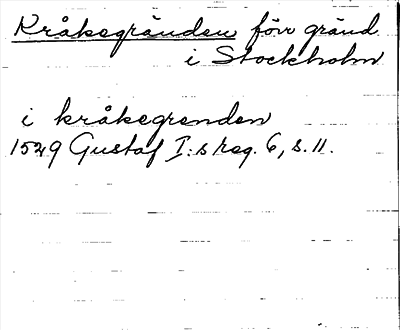 Kråkegränden förr gränd
i Stockholm
i kråkegrenden
1529 Gustaf I:s reg. 6, s. 11.